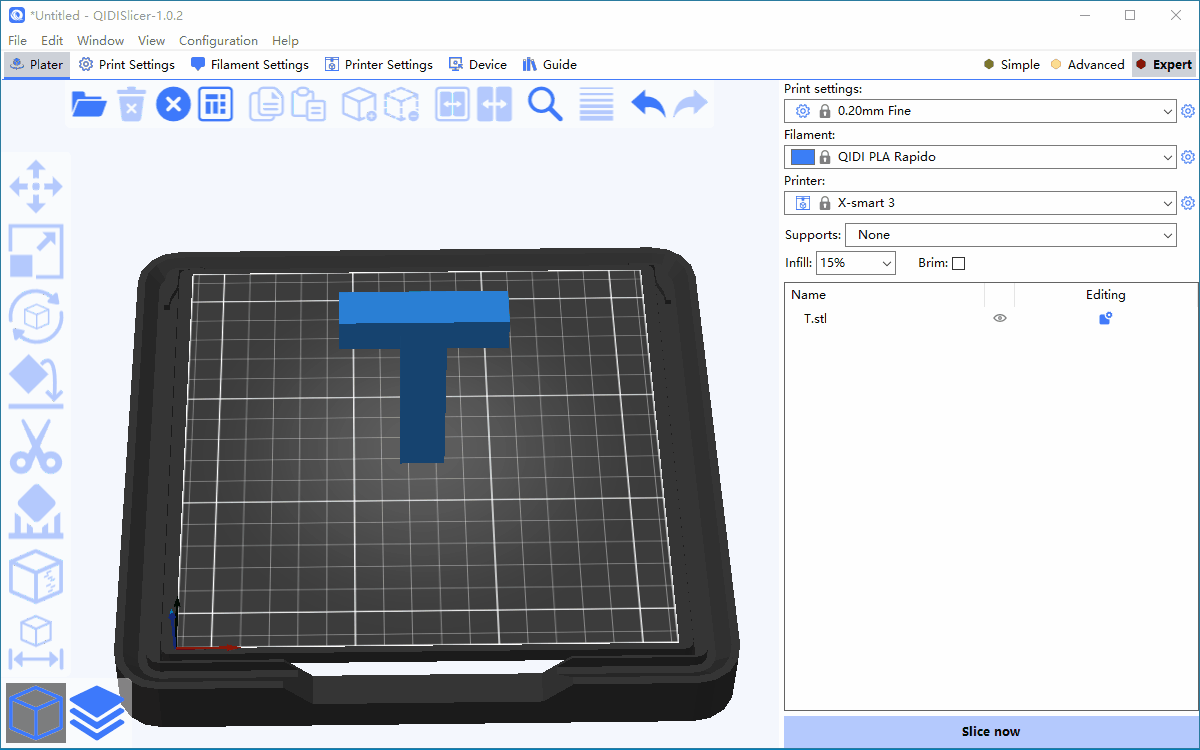 *Untitled - QIDISlicer-1.0.2
File Edit Window View Configuration Help
Plater Print Settings Filament Settings Printer Settings Device Guide Simple Advanced Expert
Print settings:
0.20mm Fine
Filament:
QIDI PLA Rapido
Printer:
X-smart 3
Supports: None
Infill: 15% Brim:
Name Editing
T.stl
Slice now